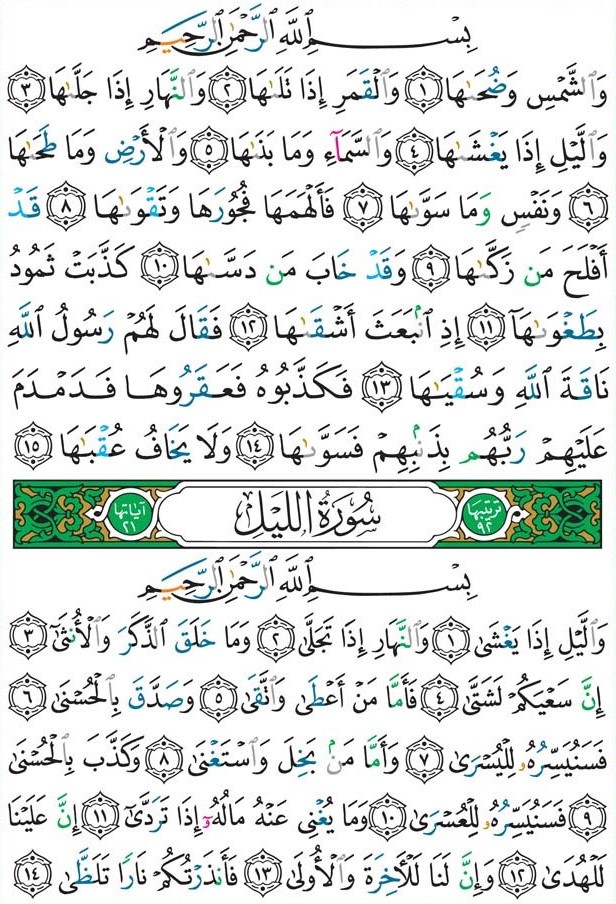 بِسۡمِ ٱللَّهِ ٱلرَّحۡمَٰنِ ٱلرَّحِيمِ
وَٱلشَّمۡسِ وَضُحَىٰهَا ١ وَٱلۡقَمَرِ إِذَا تَلَىٰهَا ٢ وَٱلنَّهَارِ إِذَا جَلَّىٰهَا ٣
وَٱلَّيۡلِ إِذَا يَغۡشَىٰهَا ٤ وَٱلسَّمَآءِ وَمَا بَنَىٰهَا ٥ وَٱلۡأَرۡضِ وَمَا طَحَىٰهَا
٦ وَنَفۡسٖ وَمَا سَوَّىٰهَا ٧ فَأَلۡهَمَهَا فُجُورَهَا وَتَقۡوَىٰهَا ٨ قَدۡ
أَفۡلَحَ مَن زَكَّىٰهَا ٩ وَقَدۡ خَابَ مَن دَسَّىٰهَا ١٠ كَذَّبَتۡ ثَمُودُ
بِطَغۡوَىٰهَآ ١١ إِذِ ٱنۢبَعَثَ أَشۡقَىٰهَا ١٢ فَقَالَ لَهُمۡ رَسُولُ ٱللَّهِ
نَاقَةَ ٱللَّهِ وَسُقۡيَٰهَا ١٣ فَكَذَّبُوهُ فَعَقَرُوهَا فَدَمۡدَمَ
عَلَيۡهِمۡ رَبُّهُم بِذَنۢبِهِمۡ فَسَوَّىٰهَا ١٤ وَلَا يَخَافُ عُقۡبَٰهَا ١٥
ترتيبها ٩٢ سُورَةُ اللَّيۡلِ آياتها ٢١
بِسۡمِ ٱللَّهِ ٱلرَّحۡمَٰنِ ٱلرَّحِيمِ
وَٱلَّيۡلِ إِذَا يَغۡشَىٰ ١ وَٱلنَّهَارِ إِذَا تَجَلَّىٰ ٢ وَمَا خَلَقَ ٱلذَّكَرَ وَٱلۡأُنثَىٰٓ ٣
إِنَّ سَعۡيَكُمۡ لَشَتَّىٰ ٤ فَأَمَّا مَنۡ أَعۡطَىٰ وَٱتَّقَىٰ ٥ وَصَدَّقَ بِٱلۡحُسۡنَىٰ ٦
فَسَنُيَسِّرُهُۥ لِلۡيُسۡرَىٰ ٧ وَأَمَّا مَنۢ بَخِلَ وَٱسۡتَغۡنَىٰ ٨ وَكَذَّبَ بِٱلۡحُسۡنَىٰ
٩ فَسَنُيَسِّرُهُۥ لِلۡعُسۡرَىٰ ١٠ وَمَا يُغۡنِي عَنۡهُ مَالُهُۥٓ إِذَا تَرَدَّىٰٓ ١١ إِنَّ عَلَيۡنَا
لَلۡهُدَىٰ ١٢ وَإِنَّ لَنَا لَلۡأٓخِرَةَ وَٱلۡأُولَىٰ ١٣ فَأَنذَرۡتُكُمۡ نَارٗا تَلَظَّىٰ ١٤